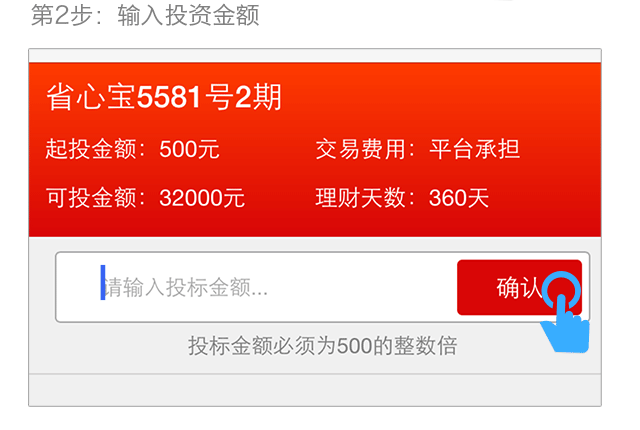 第2步：输入投资金额
省心宝5581号2期
起投金额：500元 交易费用：平台承担
可投金额：32000元 理财天数：360天
请输入投标金额... 确认
投标金额必须为500的整数倍